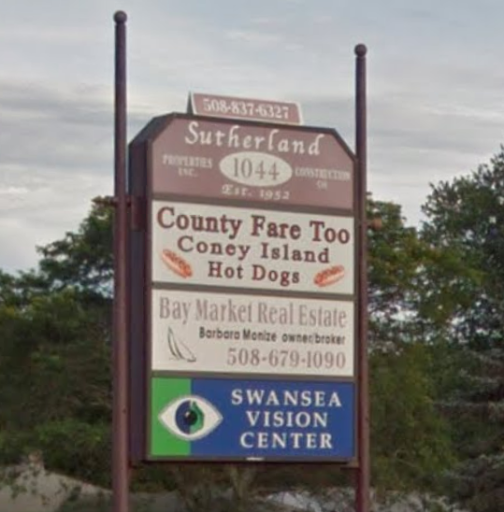 508-837-6327
Sutherland
PROPERTIES INC. 1044 CONSTRUCTION CO
Est. 1952
County Fare Too
Coney Island
Hot Dogs
Bay Market Real Estate
Barbara Monize owner/broker
508-679-1090
SWANSEA
VISION
CENTER